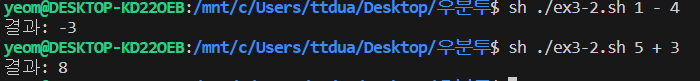 yeom@DESKTOP-KD22OEB:/mnt/c/Users/ttdua/Desktop/우분투$ sh ./ex3-2.sh 1 - 4
결과: -3
yeom@DESKTOP-KD22OEB:/mnt/c/Users/ttdua/Desktop/우분투$ sh ./ex3-2.sh 5 + 3
결과: 8